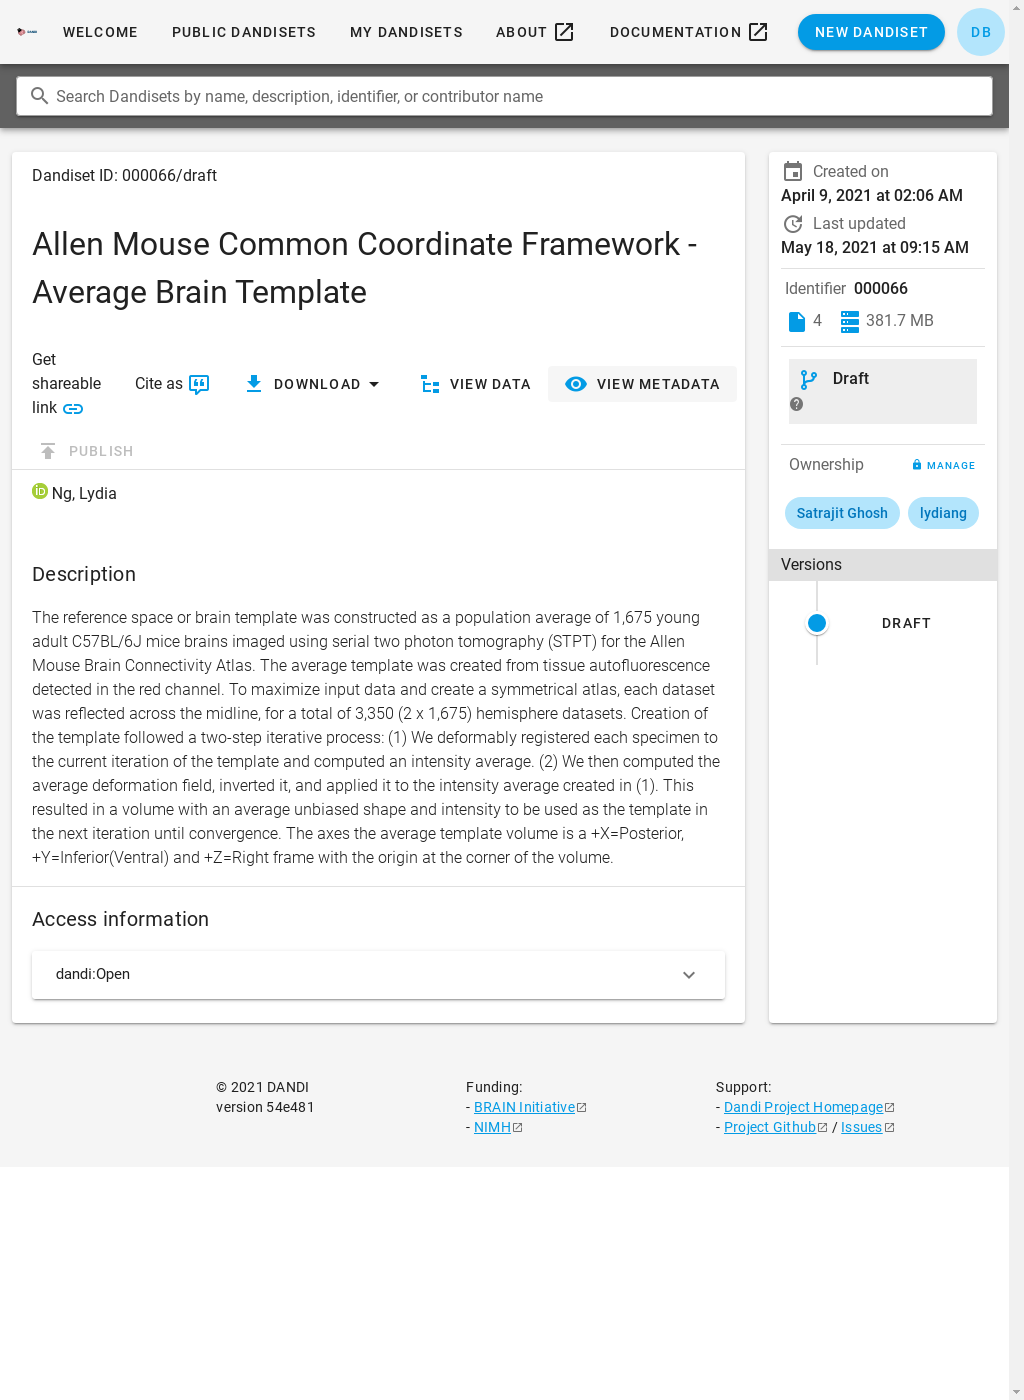 WELCOME PUBLIC DANDISETS MY DANDISETS ABOUT DOCUMENTATION NEW DANDISET DB
Search Dandisets by name, description, identifier, or contributor name
Dandiset ID: 000066/draft
Allen Mouse Common Coordinate Framework -
Average Brain Template
Get
shareable
link
Cite as
DOWNLOAD
VIEW DATA
VIEW METADATA
PUBLISH
Ng, Lydia
Description
The reference space or brain template was constructed as a population average of 1,675 young
adult C57BL/6J mice brains imaged using serial two photon tomography (STPT) for the Allen
Mouse Brain Connectivity Atlas. The average template was created from tissue autofluorescence
detected in the red channel. To maximize input data and create a symmetrical atlas, each dataset
was reflected across the midline, for a total of 3,350 (2 x 1,675) hemisphere datasets. Creation of
the template followed a two-step iterative process: (1) We deformably registered each specimen to
the current iteration of the template and computed an intensity average. (2) We then computed the
average deformation field, inverted it, and applied it to the intensity average created in (1). This
resulted in a volume with an average unbiased shape and intensity to be used as the template in
the next iteration until convergence. The axes the average template volume is a +X=Posterior,
+Y=Inferior(Ventral) and +Z=Right frame with the origin at the corner of the volume.
Access information
dandi:Open
Created on
April 9, 2021 at 02:06 AM
Last updated
May 18, 2021 at 09:15 AM
Identifier 000066
4 381.7 MB
Draft
Ownership MANAGE
Satrajit Ghosh lydiang
Versions
DRAFT
© 2021 DANDI
version 54e481
Funding:
- BRAIN Initiative
- NIMH
Support:
- Dandi Project Homepage
- Project Github / Issues